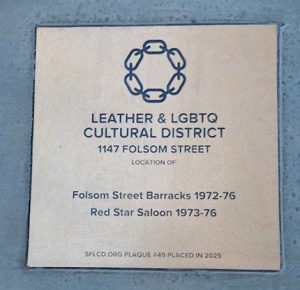 LEATHER & LGBTQ
CULTURAL DISTRICT
1147 FOLSOM STREET
LOCATION OF
Folsom Street Barracks 1972-76
Red Star Saloon 1973-76
SFLCD.ORG PLAQUE #49 PLACED IN 2025